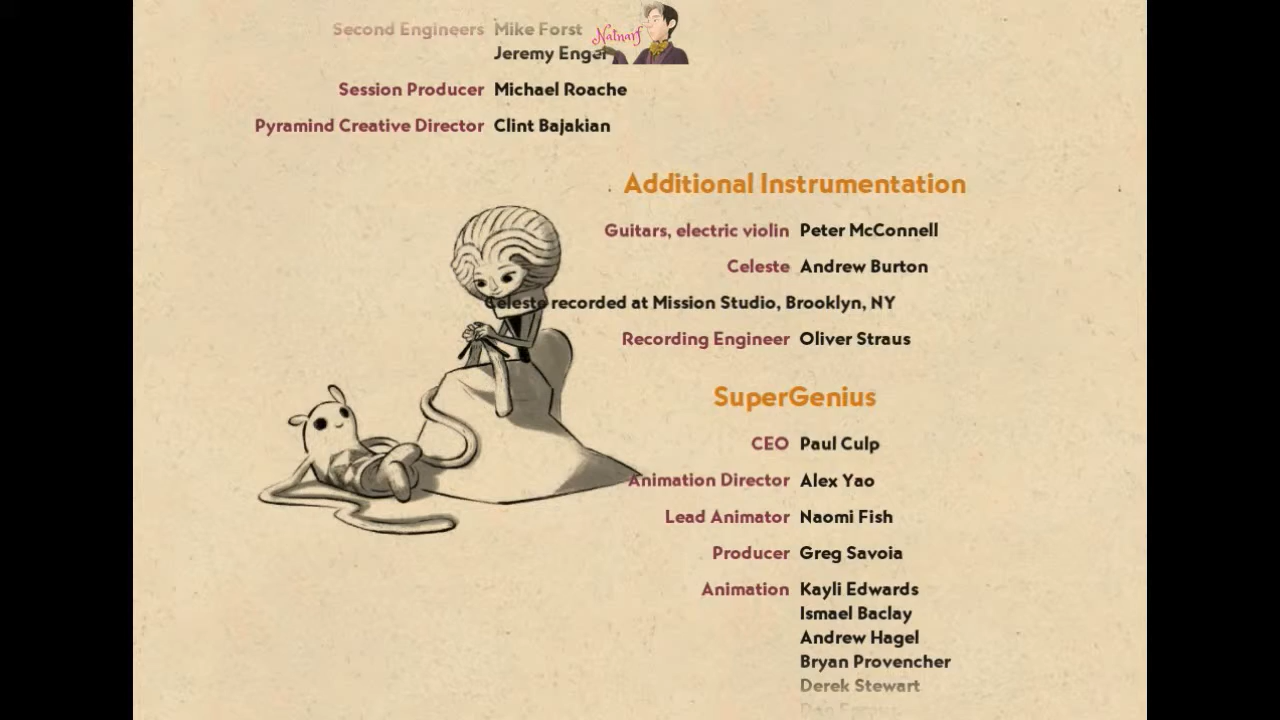 Second Engineers Mike Forst
Natnarf
Jeremy Engel
Session Producer Michael Roache
Pyramind Creative Director Clint Bajakian
Additional Instrumentation
Guitars, electric violin Peter McConnell
Celeste Andrew Burton
Celeste recorded at Mission Studio, Brooklyn, NY
Recording Engineer Oliver Straus
SuperGenius
CEO Paul Culp
Animation Director Alex Yao
Lead Animator Naomi Fish
Producer Greg Savoia
Animation Kayli Edwards
Ismael Baclay
Andrew Hagel
Bryan Provencher
Derek Stewart